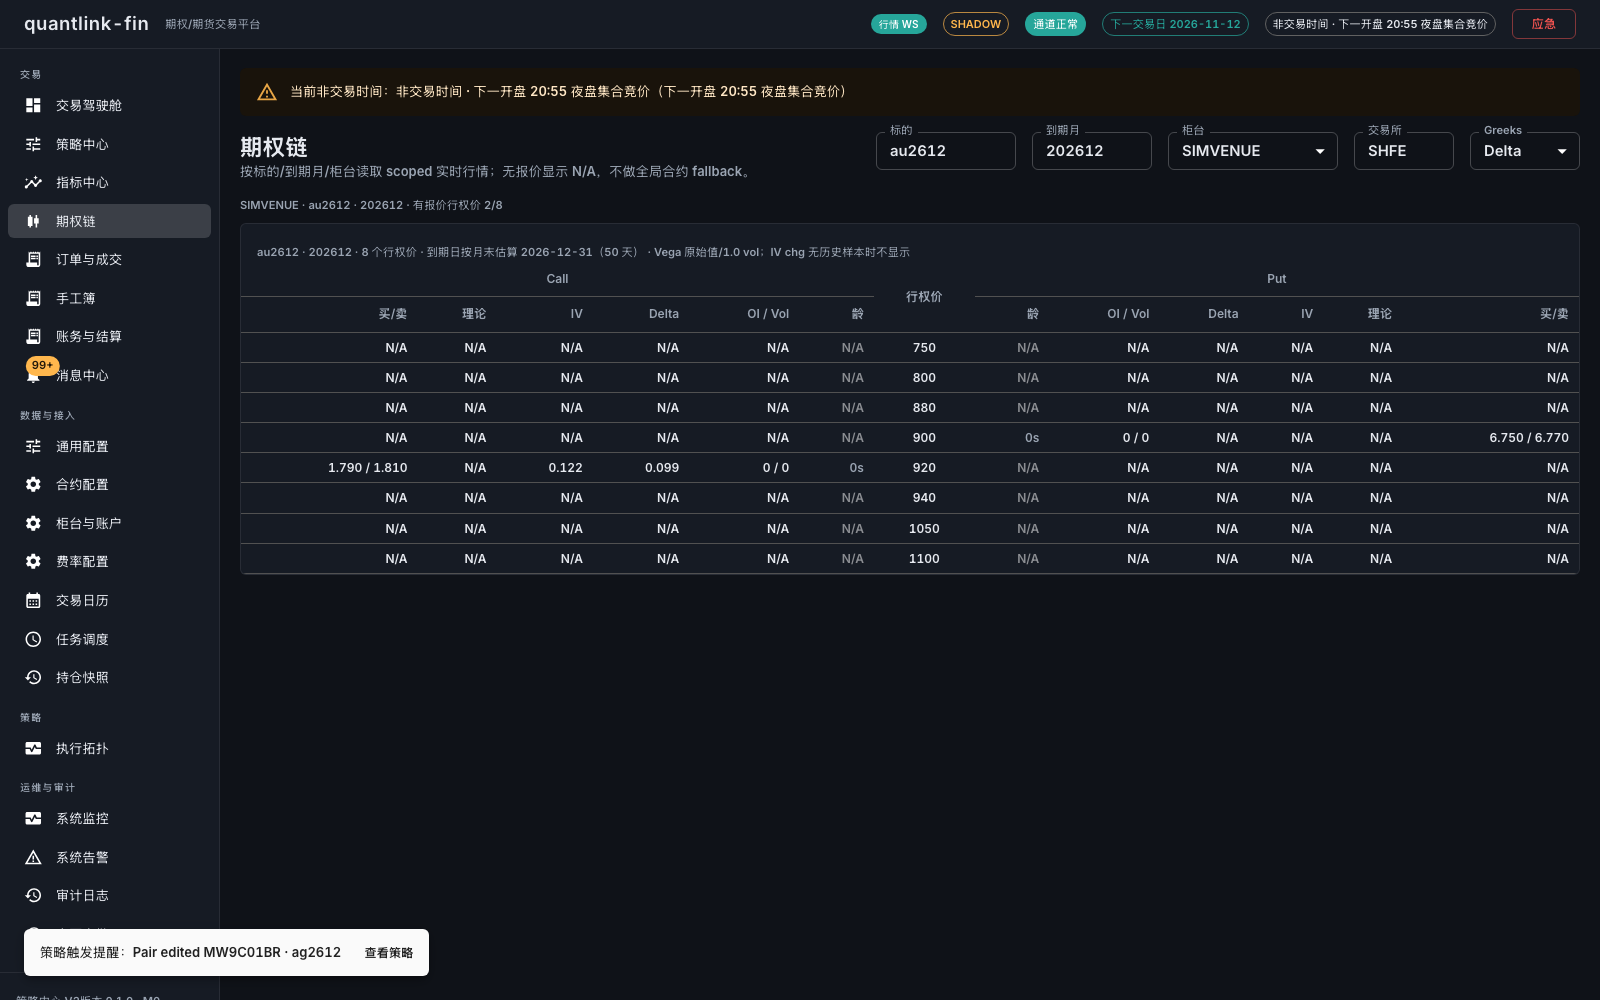 quantlink-fin 期权/期货交易平台
行情 WS SHADOW 通道正常 下一交易日 2026-11-12 非交易时间 · 下一开盘 20:55 夜盘集合竞价 应急
交易
交易驾驶舱
策略中心
指标中心
期权链
订单与成交
手工簿
账务与结算
99+
消息中心
数据与接入
通用配置
合约配置
柜台与账户
费率配置
交易日历
任务调度
持仓快照
策略
执行拓扑
运维与审计
系统监控
系统告警
审计日志
当前非交易时间：非交易时间 · 下一开盘 20:55 夜盘集合竞价（下一开盘 20:55 夜盘集合竞价）
期权链
按标的/到期月/柜台读取 scoped 实时行情；无报价显示 N/A，不做全局合约 fallback。
标的 到期月 柜台 交易所 Greeks
au2612 202612 SIMVENUE SHFE Delta
SIMVENUE · au2612 · 202612 · 有报价行权价 2/8
au2612 · 202612 · 8 个行权价 · 到期日按月末估算 2026-12-31（50 天） · Vega 原始值/1.0 vol；IV chg 无历史样本时不显示
Call 行权价 Put
买/卖 理论 IV Delta OI / Vol 龄 龄 OI / Vol Delta IV 理论 买/卖
N/A N/A N/A N/A N/A N/A 750 N/A N/A N/A N/A N/A N/A
N/A N/A N/A N/A N/A N/A 800 N/A N/A N/A N/A N/A N/A
N/A N/A N/A N/A N/A N/A 880 N/A N/A N/A N/A N/A N/A
N/A N/A N/A N/A N/A N/A 900 0s 0 / 0 N/A N/A N/A 6.750 / 6.770
1.790 / 1.810 N/A 0.122 0.099 0 / 0 0s 920 N/A N/A N/A N/A N/A N/A
N/A N/A N/A N/A N/A N/A 940 N/A N/A N/A N/A N/A N/A
N/A N/A N/A N/A N/A N/A 1050 N/A N/A N/A N/A N/A N/A
N/A N/A N/A N/A N/A N/A 1100 N/A N/A N/A N/A N/A N/A
策略触发提醒：Pair edited MW9C01BR · ag2612 查看策略